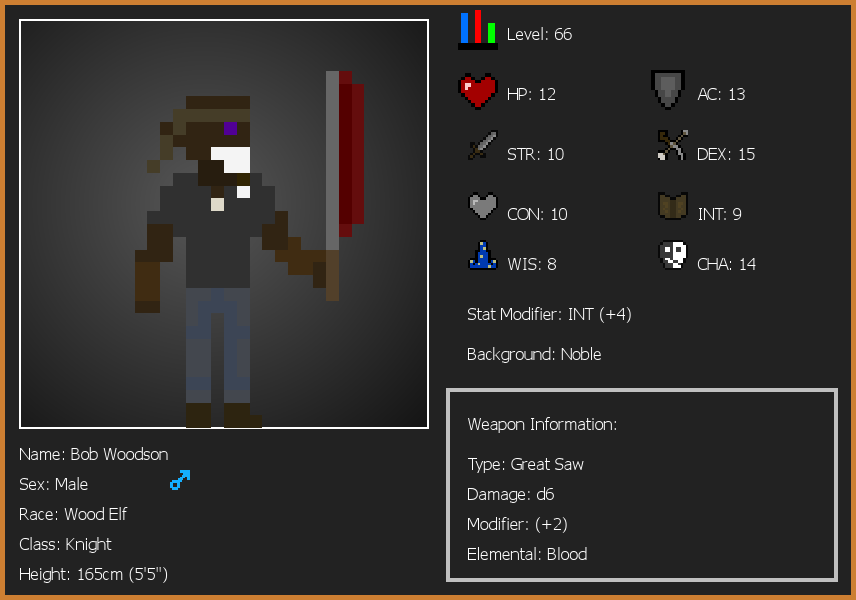 Level: 66
HP: 12
AC: 13
STR: 10
DEX: 15
CON: 10
INT: 9
WIS: 8
CHA: 14
Stat Modifier: INT (+4)
Background: Noble
Weapon Information:
Type: Great Saw
Damage: d6
Modifier: (+2)
Elemental: Blood
Name: Bob Woodson
Sex: Male
Race: Wood Elf
Class: Knight
Height: 165cm (5'5")